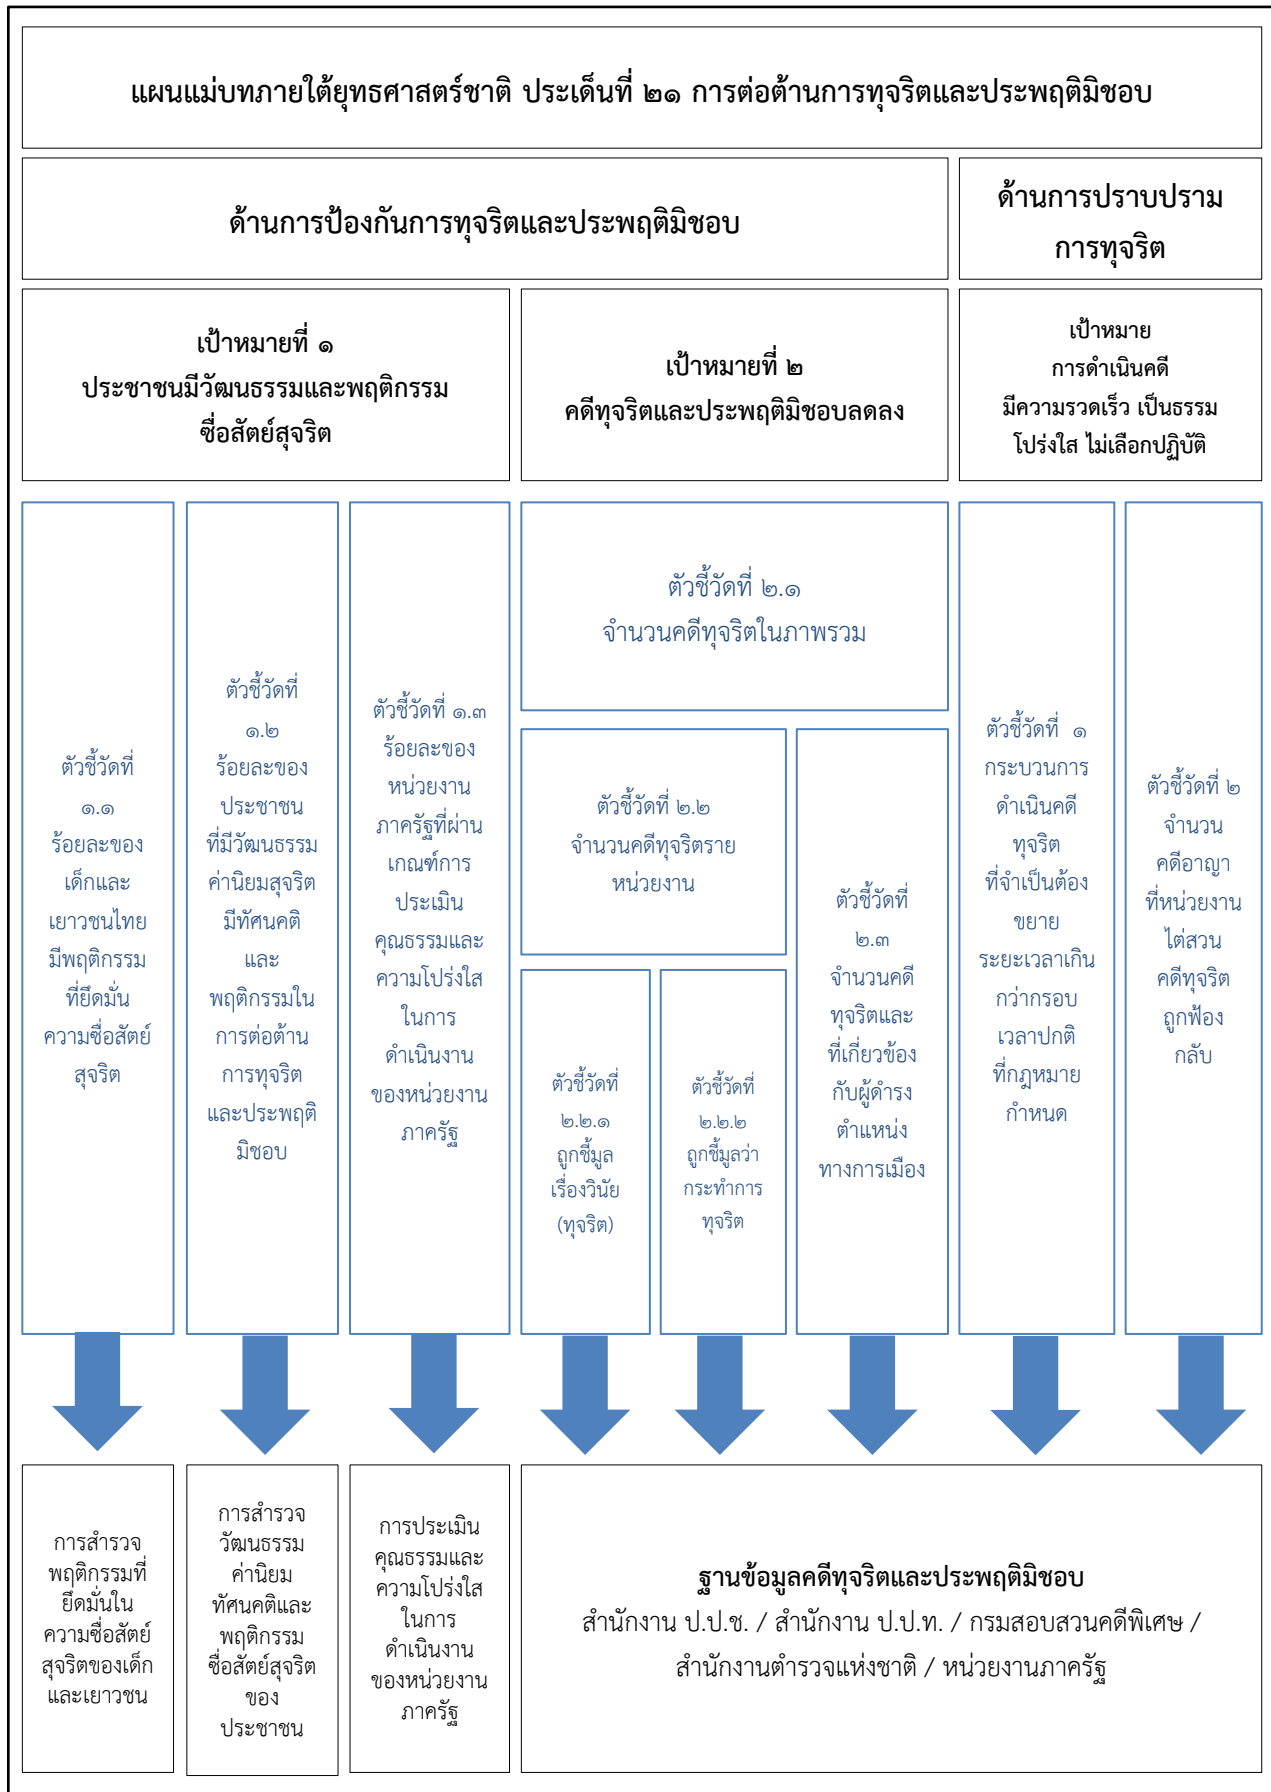 แผนแม่บทภายใต้ยุทธศาสตร์ชาติ ประเด็นที่ ๒๑ การต่อต้านการทุจริตและประพฤติมิชอบ
ด้านการป้องกันการทุจริตและประพฤติมิชอบ
ด้านการปราบปราม
การทุจริต
เป้าหมายที่ ๑
ประชาชนมีวัฒนธรรมและพฤติกรรม
ซื่อสัตย์สุจริต
เป้าหมายที่ ๒
คดีทุจริตและประพฤติมิชอบลดลง
เป้าหมาย
การดำเนินคดี
มีความรวดเร็ว เป็นธรรม
โปร่งใส ไม่เลือกปฏิบัติ
ตัวชี้วัดที่
๑.๑
ร้อยละของ
เด็กและ
เยาวชนไทย
มีพฤติกรรม
ที่ยึดมั่น
ความซื่อสัตย์
สุจริต
ตัวชี้วัดที่
๑.๒
ร้อยละของ
ประชาชน
ที่มีวัฒนธรรม
ค่านิยมสุจริต
มีทัศนคติ
และ
พฤติกรรมใน
การต่อต้าน
การทุจริต
และประพฤติ
มิชอบ
ตัวชี้วัดที่ ๑.๓
ร้อยละของ
หน่วยงาน
ภาครัฐที่ผ่าน
เกณฑ์การ
ประเมิน
คุณธรรมและ
ความโปร่งใส
ในการ
ดำเนินงาน
ของหน่วยงาน
ภาครัฐ
ตัวชี้วัดที่ ๒.๑
จำนวนคดีทุจริตในภาพรวม
ตัวชี้วัดที่ ๒.๒
จำนวนคดีทุจริตราย
หน่วยงาน
ตัวชี้วัดที่
๒.๒.๑
ถูกชี้มูล
เรื่องวินัย
(ทุจริต)
ตัวชี้วัดที่
๒.๒.๒
ถูกชี้มูลว่า
กระทำการ
ทุจริต
ตัวชี้วัดที่
๒.๓
จำนวนคดี
ทุจริตและ
ที่เกี่ยวข้อง
กับผู้ดำรง
ตำแหน่ง
ทางการเมือง
ตัวชี้วัดที่ ๑
กระบวนการ
ดำเนินคดี
ทุจริต
ที่จำเป็นต้อง
ขยาย
ระยะเวลาเกิน
กว่ากรอบ
เวลาปกติ
ที่กฎหมาย
กำหนด
ตัวชี้วัดที่ ๒
จำนวน
คดีอาญา
ที่หน่วยงาน
ไต่สวน
คดีทุจริต
ถูกฟ้อง
กลับ
การสำรวจ
พฤติกรรมที่
ยึดมั่นใน
ความซื่อสัตย์
สุจริตของเด็ก
และเยาวชน
การสำรวจ
วัฒนธรรม
ค่านิยม
ทัศนคติและ
พฤติกรรม
ซื่อสัตย์สุจริต
ของ
ประชาชน
การประเมิน
คุณธรรมและ
ความโปร่งใส
ในการ
ดำเนินงาน
ของหน่วยงาน
ภาครัฐ
ฐานข้อมูลคดีทุจริตและประพฤติมิชอบ
สำนักงาน ป.ป.ช. / สำนักงาน ป.ป.ท. / กรมสอบสวนคดีพิเศษ /
สำนักงานตำรวจแห่งชาติ / หน่วยงานภาครัฐ